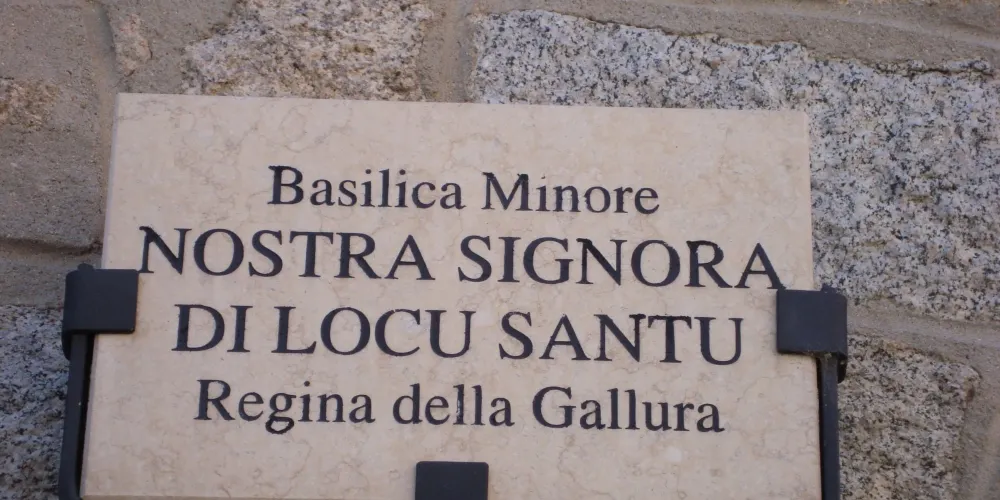 Basilica Minore
NOSTRA SIGNORA
DI LOCU SANTU
Regina della Gallura